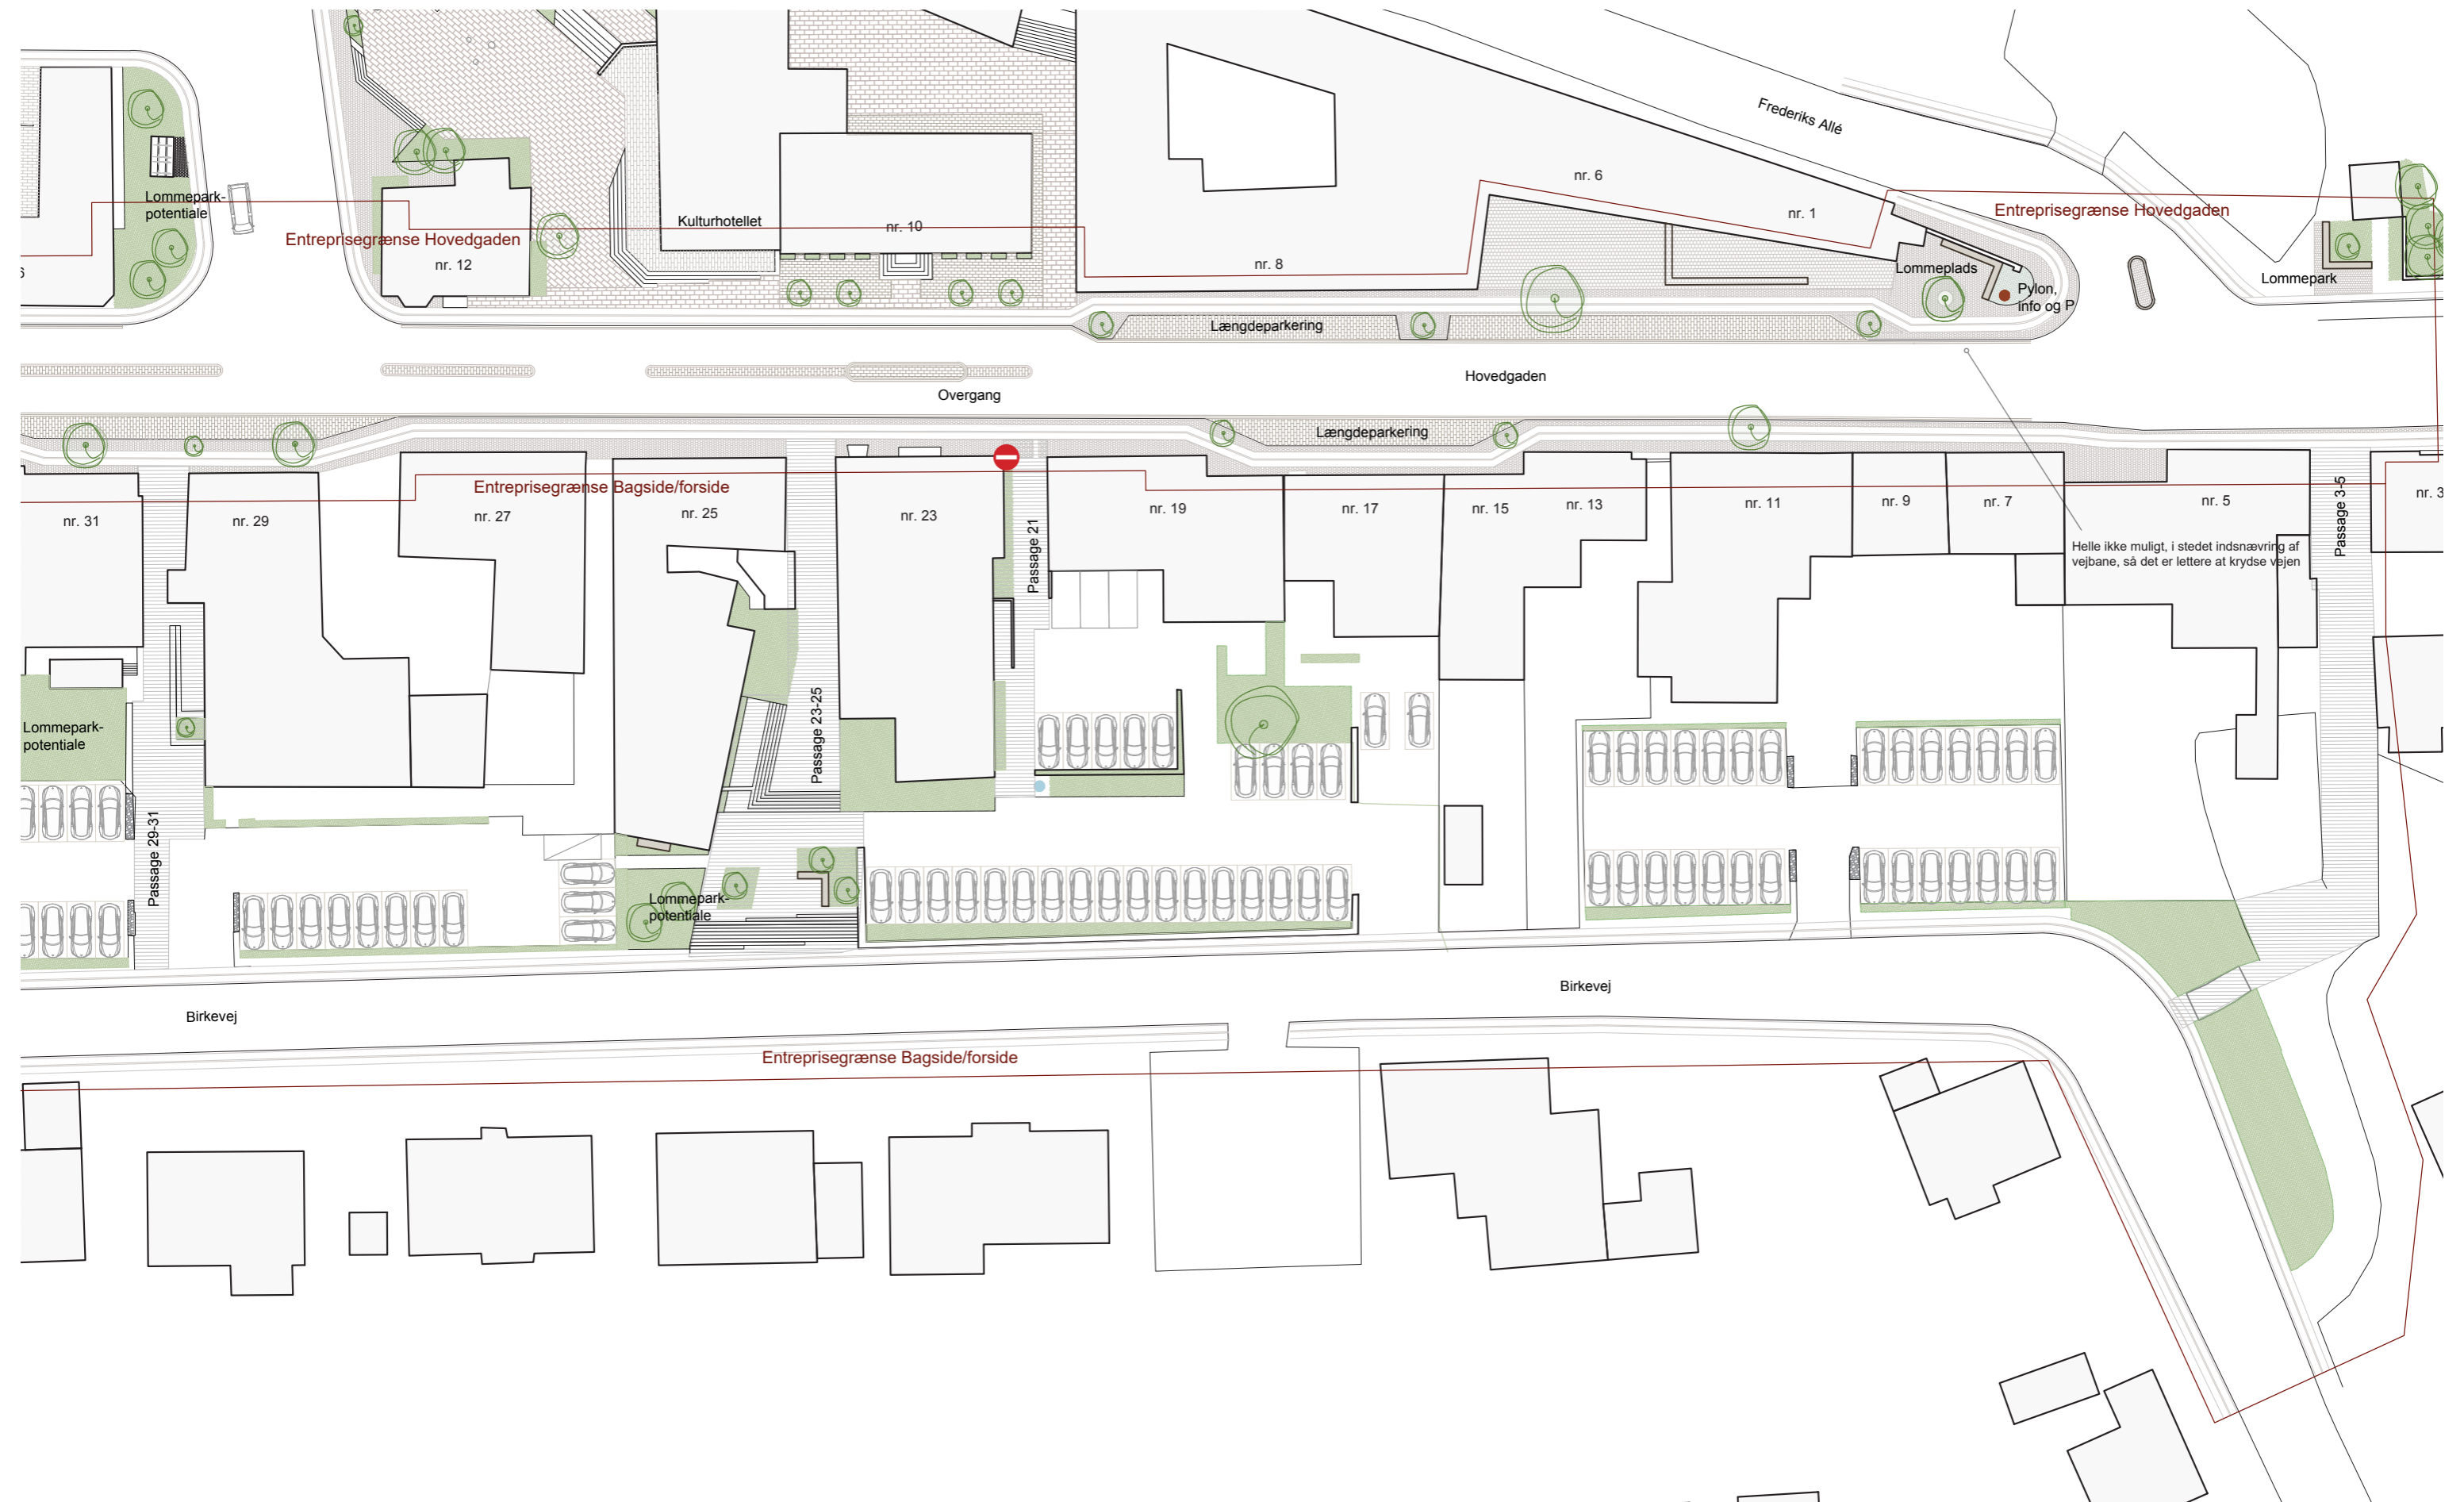 Frederiks Allé
nr. 6
Lommepark-
potentiale
nr. 1
Entreprisegrænse Hovedgaden
Kulturhotellet
nr. 10
Entreprisegrænse Hovedgaden
nr. 12
nr. 8
Lommeplads
Lommepark
6
Pylon,
info og P
Længdeparkering
Hovedgaden
Overgang
Længdeparkering
Entreprisegrænse Bagside/forside
nr. 31
nr. 29
nr. 27
nr. 25
nr. 23
Passage 21
nr. 19
nr. 17
nr. 15
nr. 13
nr. 11
nr. 9
nr. 7
nr. 5
Passage 3-5
nr. 3
Helle ikke muligt, i stedet indsnævring af
vejbane, så det er lettere at krydse vejen
Lommepark-
potentiale
Passage 23-25
Passage 29-31
Lommepark-
potentiale
Birkevej
Birkevej
Entreprisegrænse Bagside/forside